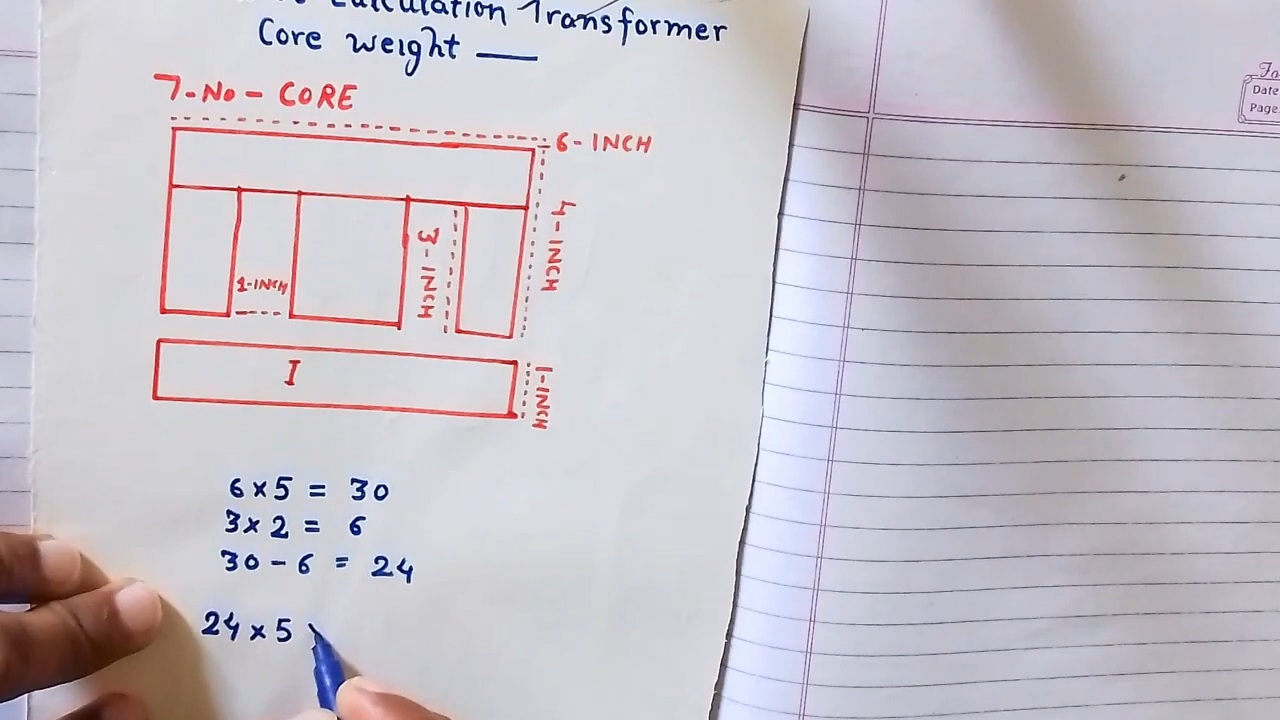 Calculation Transformer
Core weight
7-No-CORE
6-INCH
4-INCH
3-INCH
1-INCH
I
1-INCH
6×5 = 30
3×2 = 6
30-6 = 24
24×5
Date
Page